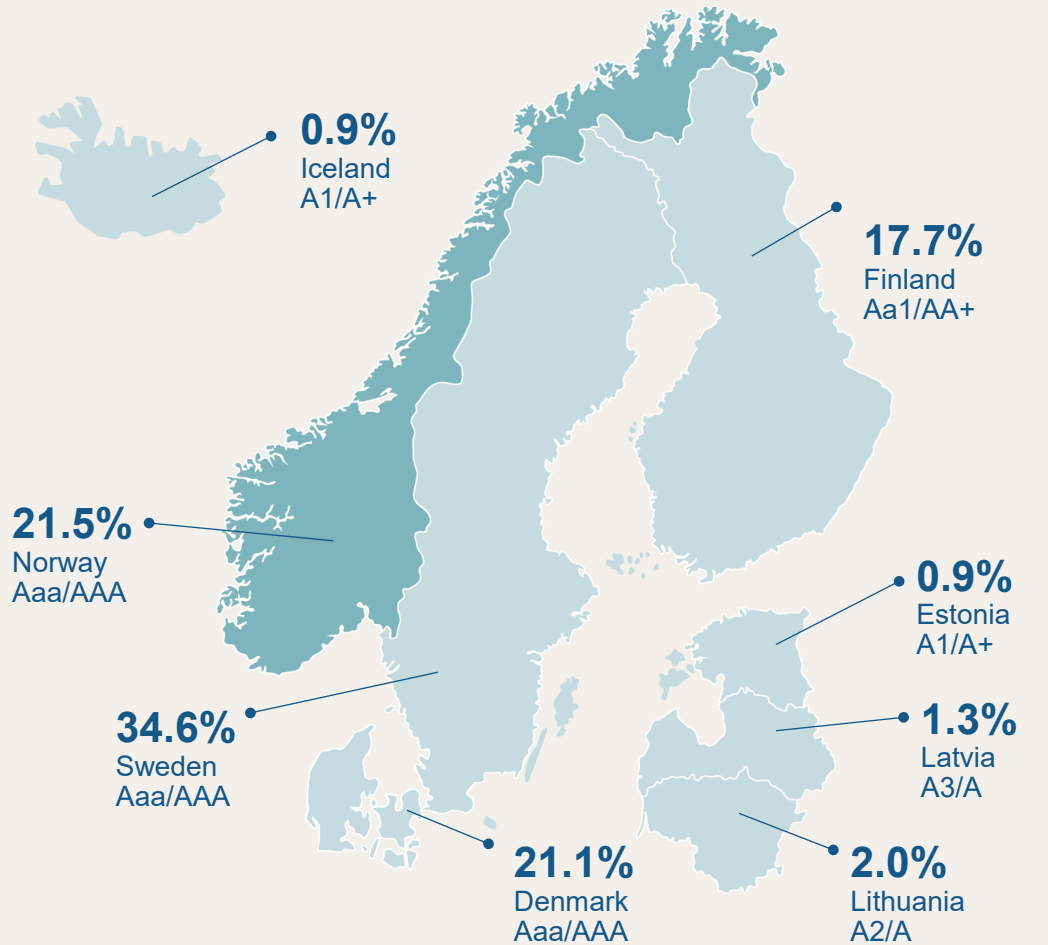 0.9%
Iceland
A1/A+
17.7%
Finland
Aa1/AA+
21.5%
Norway
Aaa/AAA
0.9%
Estonia
A1/A+
34.6%
Sweden
Aaa/AAA
1.3%
Latvia
A3/A
21.1%
Denmark
Aaa/AAA
2.0%
Lithuania
A2/A